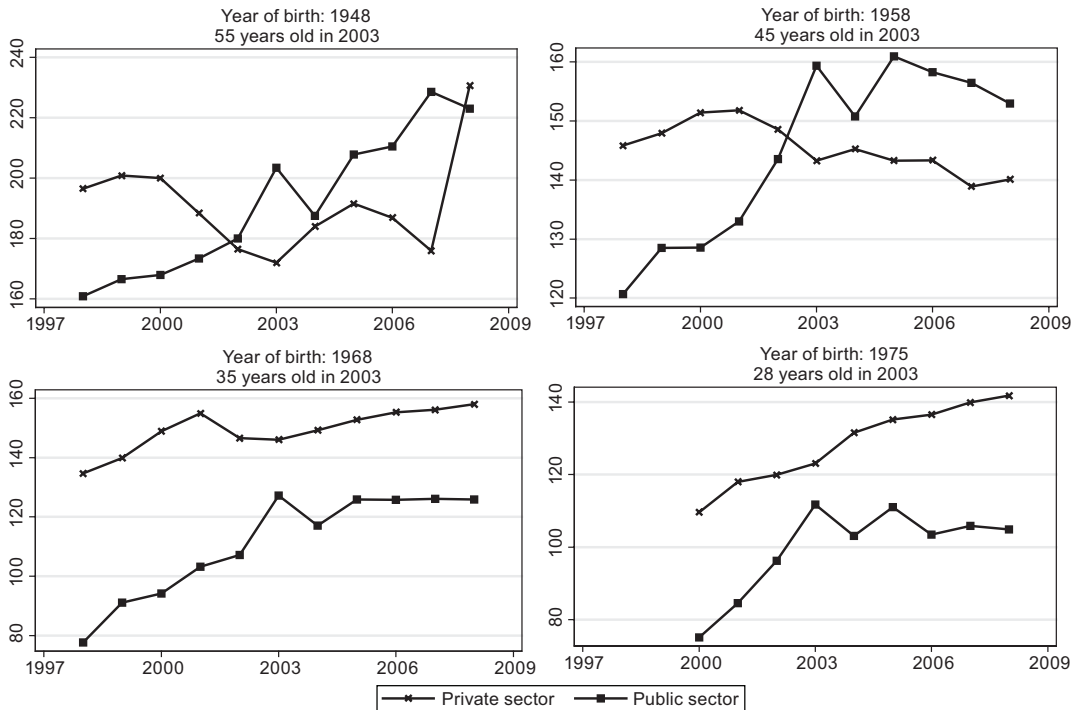 Year of birth: 1948
55 years old in 2003
240
220
200
180
160
1997 2000 2003 2006 2009
Year of birth: 1958
45 years old in 2003
160
150
140
130
120
1997 2000 2003 2006 2009
Year of birth: 1968
35 years old in 2003
160
140
120
100
80
1997 2000 2003 2006 2009
Year of birth: 1975
28 years old in 2003
140
120
100
80
1997 2000 2003 2006 2009
Private sector Public sector